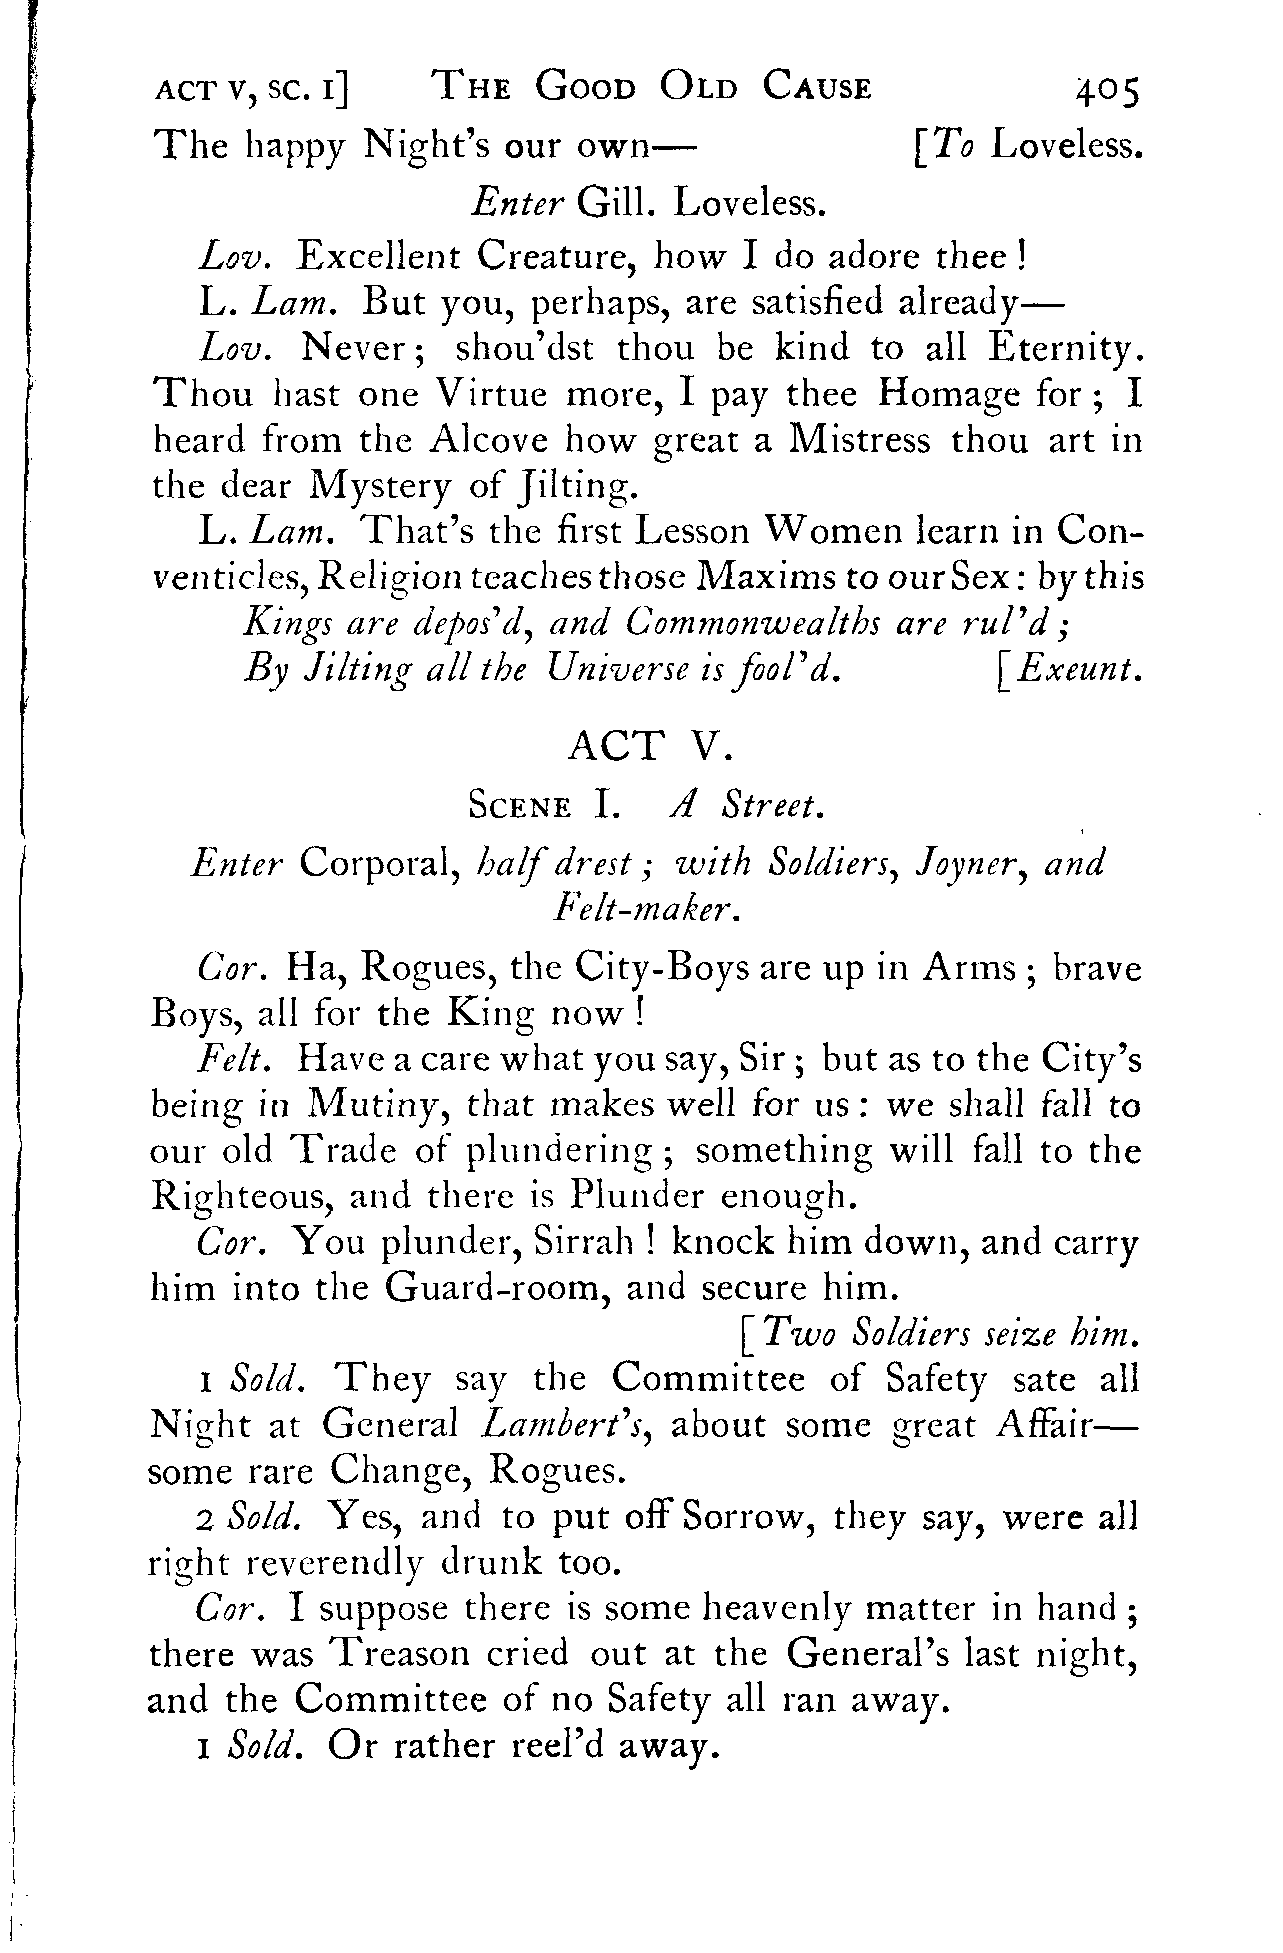 ACT V, SC. I] THE GOOD OLD CAUSE 405
The happy Night's our own— [To Loveless.
Enter Gill. Loveless.
Lov. Excellent Creature, how I do adore thee !
L. Lam. But you, perhaps, are satisfied already—
Lov. Never ; shou'dst thou be kind to all Eternity.
Thou hast one Virtue more, I pay thee Homage for ; I
heard from the Alcove how great a Mistress thou art in
the dear Mystery of Jilting.
L. Lam. That's the first Lesson Women learn in Con-
venticles, Religion teaches those Maxims to our Sex : by this
Kings are depos'd, and Commonwealths are rul'd ;
By Jilting all the Universe is fool'd. [Exeunt.
ACT V.
SCENE I. A Street.
Enter Corporal, half drest ; with Soldiers, Joyner, and
Felt-maker.
Cor. Ha, Rogues, the City-Boys are up in Arms ; brave
Boys, all for the King now !
Felt. Have a care what you say, Sir ; but as to the City's
being in Mutiny, that makes well for us : we shall fall to
our old Trade of plundering ; something will fall to the
Righteous, and there is Plunder enough.
Cor. You plunder, Sirrah ! knock him down, and carry
him into the Guard-room, and secure him.
[Two Soldiers seize him.
1 Sold. They say the Committee of Safety sate all
Night at General Lambert's, about some great Affair—
some rare Change, Rogues.
2 Sold. Yes, and to put off Sorrow, they say, were all
right reverendly drunk too.
Cor. I suppose there is some heavenly matter in hand ;
there was Treason cried out at the General's last night,
and the Committee of no Safety all ran away.
1 Sold. Or rather reel'd away.